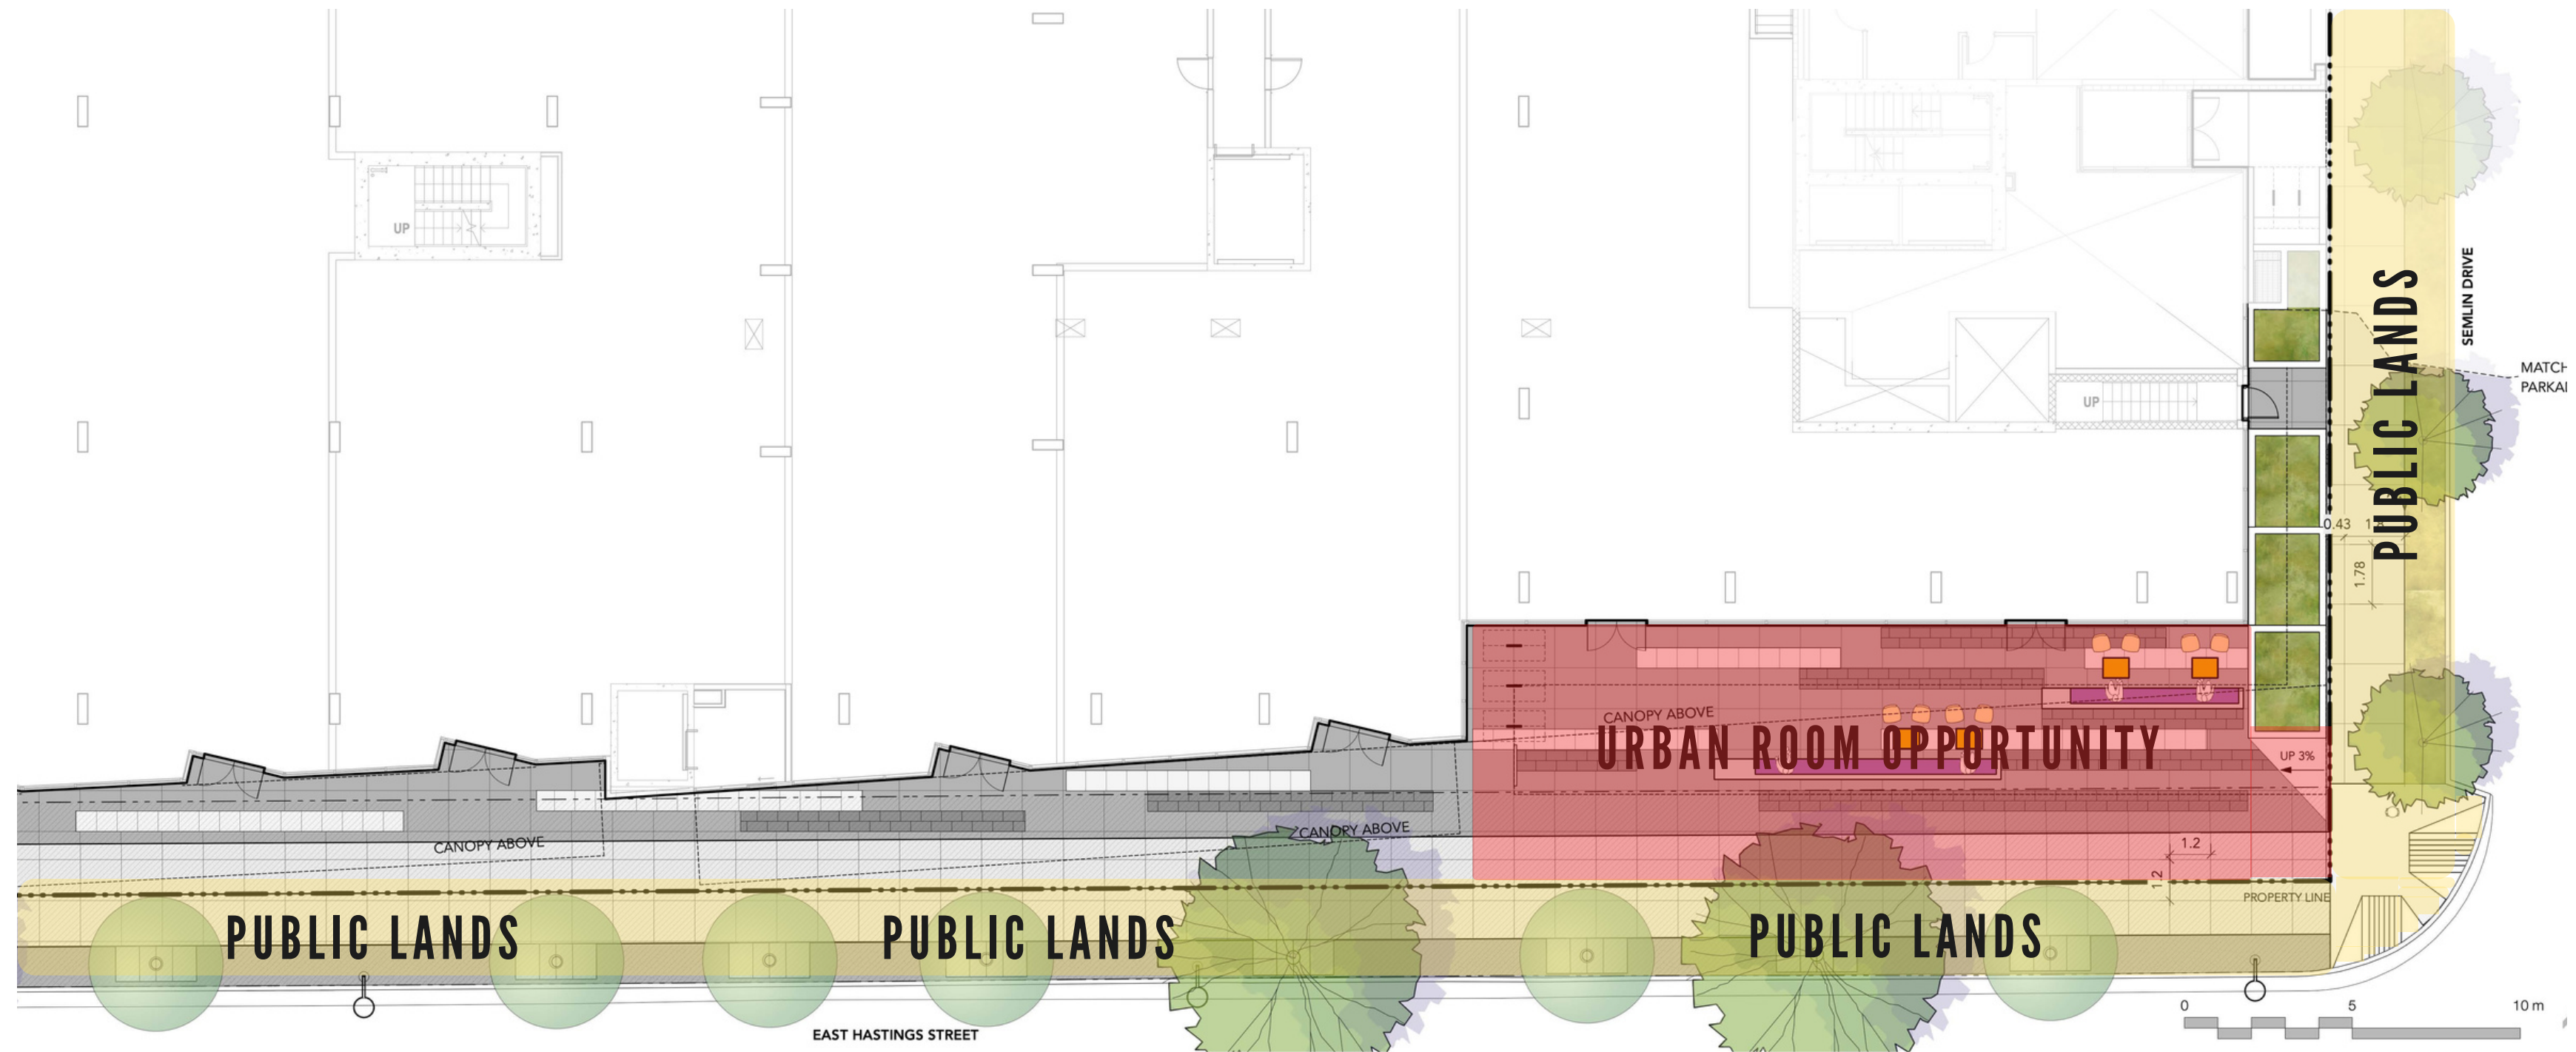 UP
UP
SEMLIN DRIVE
PUBLIC LANDS
MATCH
PARKAI
0.43
1.78
CANOPY ABOVE
URBAN ROOM OPPORTUNITY
UP 3%
CANOPY ABOVE
CANOPY ABOVE
1.2
1.2
PROPERTY LINE
PUBLIC LANDS
PUBLIC LANDS
PUBLIC LANDS
0 5 10 m
EAST HASTINGS STREET